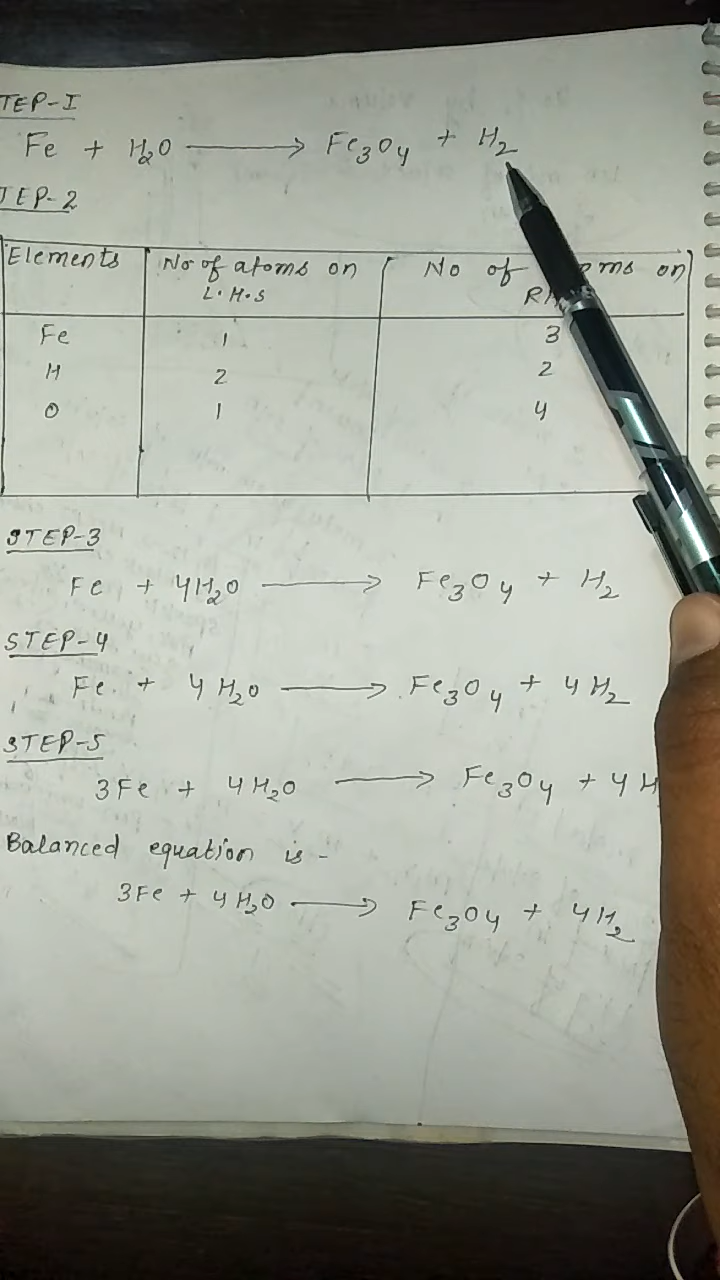 TEP-I
Fe + H₂O ⟶ Fe₃O₄ + H₂
TEP-2
Elements No of atoms on L.H.S No of oms on RH
Fe 1 3
H 2 2
O 1 4
STEP-3
Fe + 4H₂O ⟶ Fe₃O₄ + H₂
STEP-4
Fe + 4H₂O ⟶ Fe₃O₄ + 4H₂
STEP-5
3Fe + 4H₂O ⟶ Fe₃O₄ + 4H
Balanced equation is -
3Fe + 4H₂O ⟶ Fe₃O₄ + 4H₂